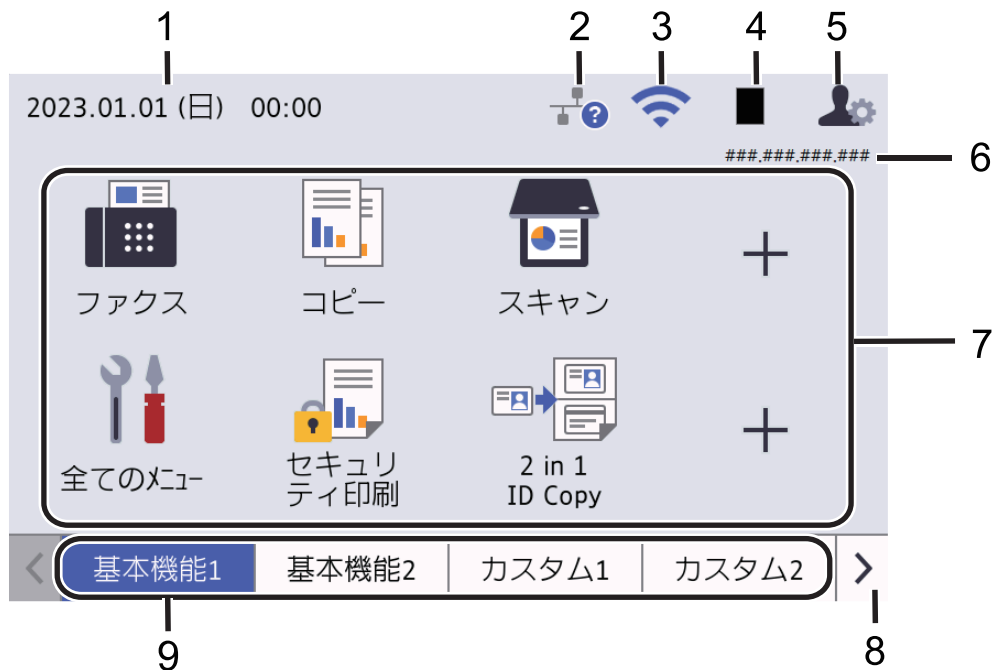 1
2
3
4
5
2023.01.01 (日) 00:00
?
###.###.###.###
6
ファクス
コピー
スキャン
+
7
全てのﾒﾆｭｰ
セキュリ
ティ印刷
2 in 1
ID Copy
+
<
基本機能1
基本機能2
カスタム1
カスタム2
>
9
8